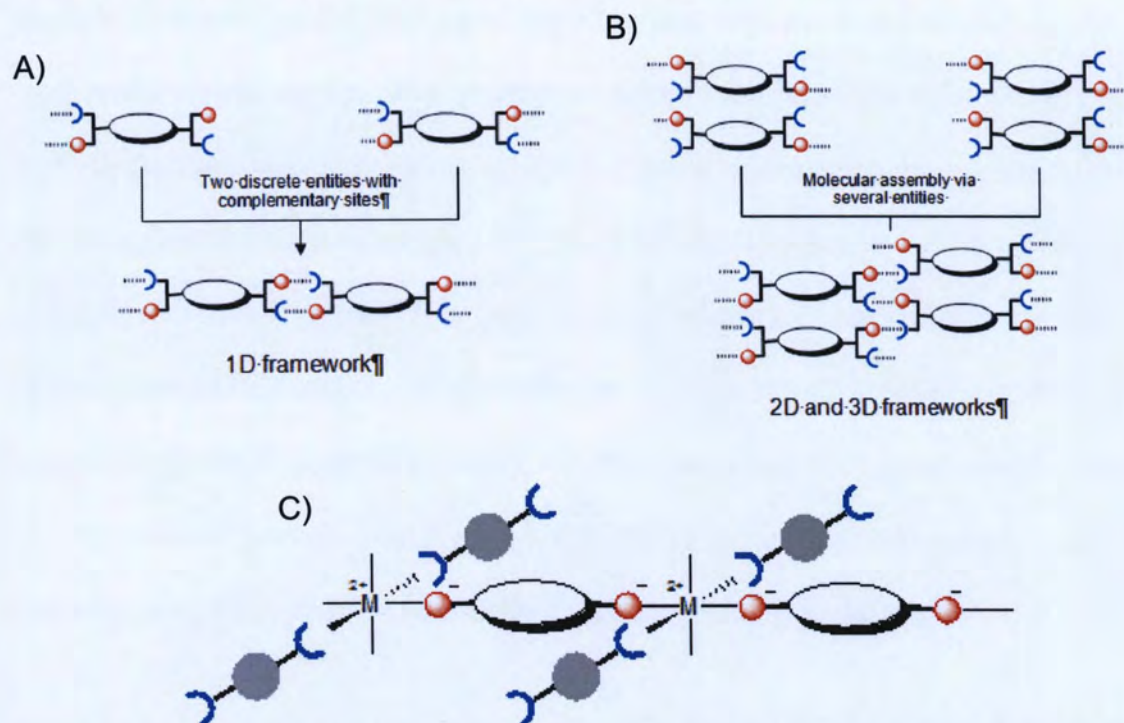 A)
Two·discrete·entities·with·
complementary·sites¶
1D·framework¶
B)
Molecular·assembly·via
several·entities·
2D·and·3D·frameworks¶
C)
2+
M
−
−
2+
M
−
−